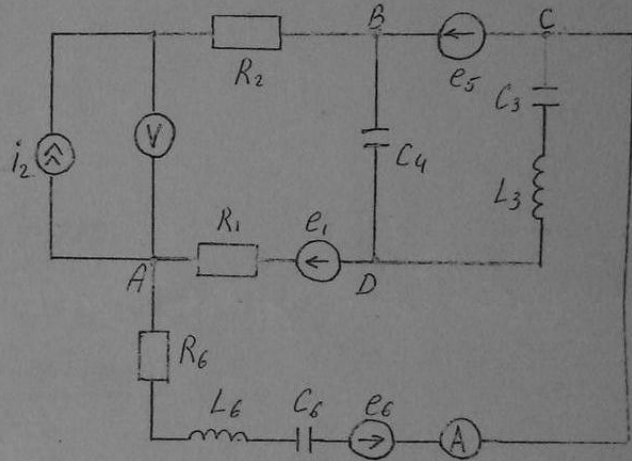 B C
R₂ e₅ C₃
i₂ V C₄
L₃
R₁ e₁
A D
R₆
L₆ C₆ e₆
A